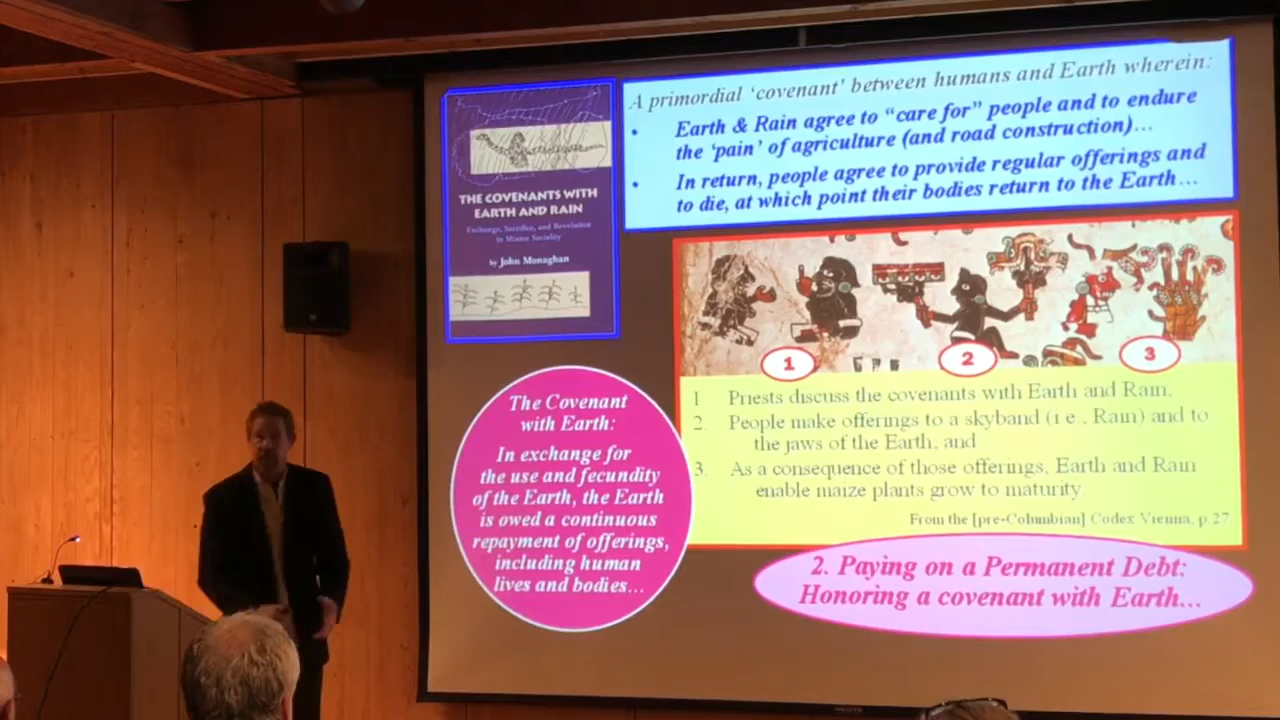 THE COVENANTS WITH
EARTH AND RAIN
Exchange, Sacrifice, and Revelation
in Mixtec Sociality
by John Monaghan
A primordial ‘covenant’ between humans and Earth wherein:
• Earth & Rain agree to “care for” people and to endure
the ‘pain’ of agriculture (and road construction)…
• In return, people agree to provide regular offerings and
to die, at which point their bodies return to the Earth…
1 2 3
1 Priests discuss the covenants with Earth and Rain,
2. People make offerings to a skyband (i e., Rain) and to
the jaws of the Earth, and
3. As a consequence of those offerings, Earth and Rain
enable maize plants grow to maturity
From the [pre-Columbian] Codex Vienna, p.27
The Covenant
with Earth:
In exchange for
the use and fecundity
of the Earth, the Earth
is owed a continuous
repayment of offerings,
including human
lives and bodies…
2. Paying on a Permanent Debt:
Honoring a covenant with Earth…